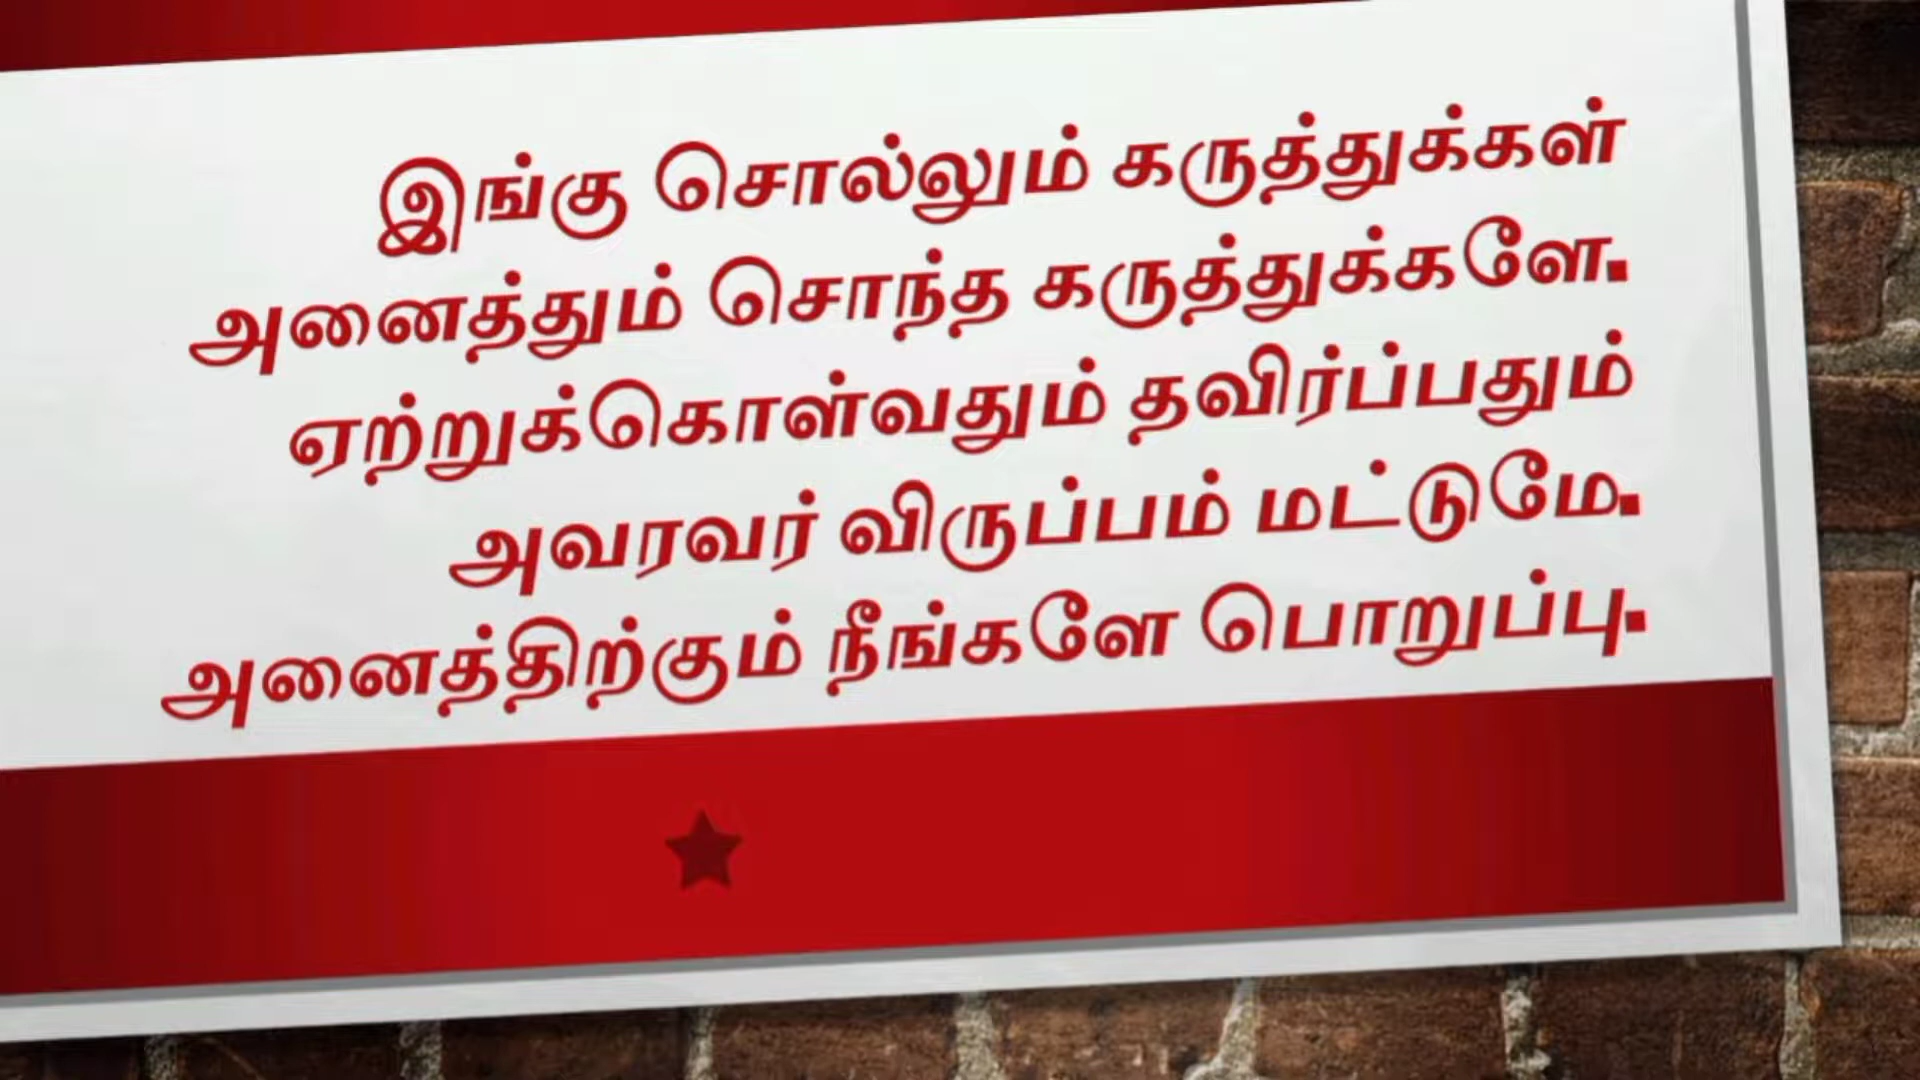 இங்கு சொல்லும் கருத்துக்கள்
அனைத்தும் சொந்த கருத்துக்களே.
ஏற்றுக்கொள்வதும் தவிர்ப்பதும்
அவரவர் விருப்பம் மட்டுமே.
அனைத்திற்கும் நீங்களே பொறுப்பு.